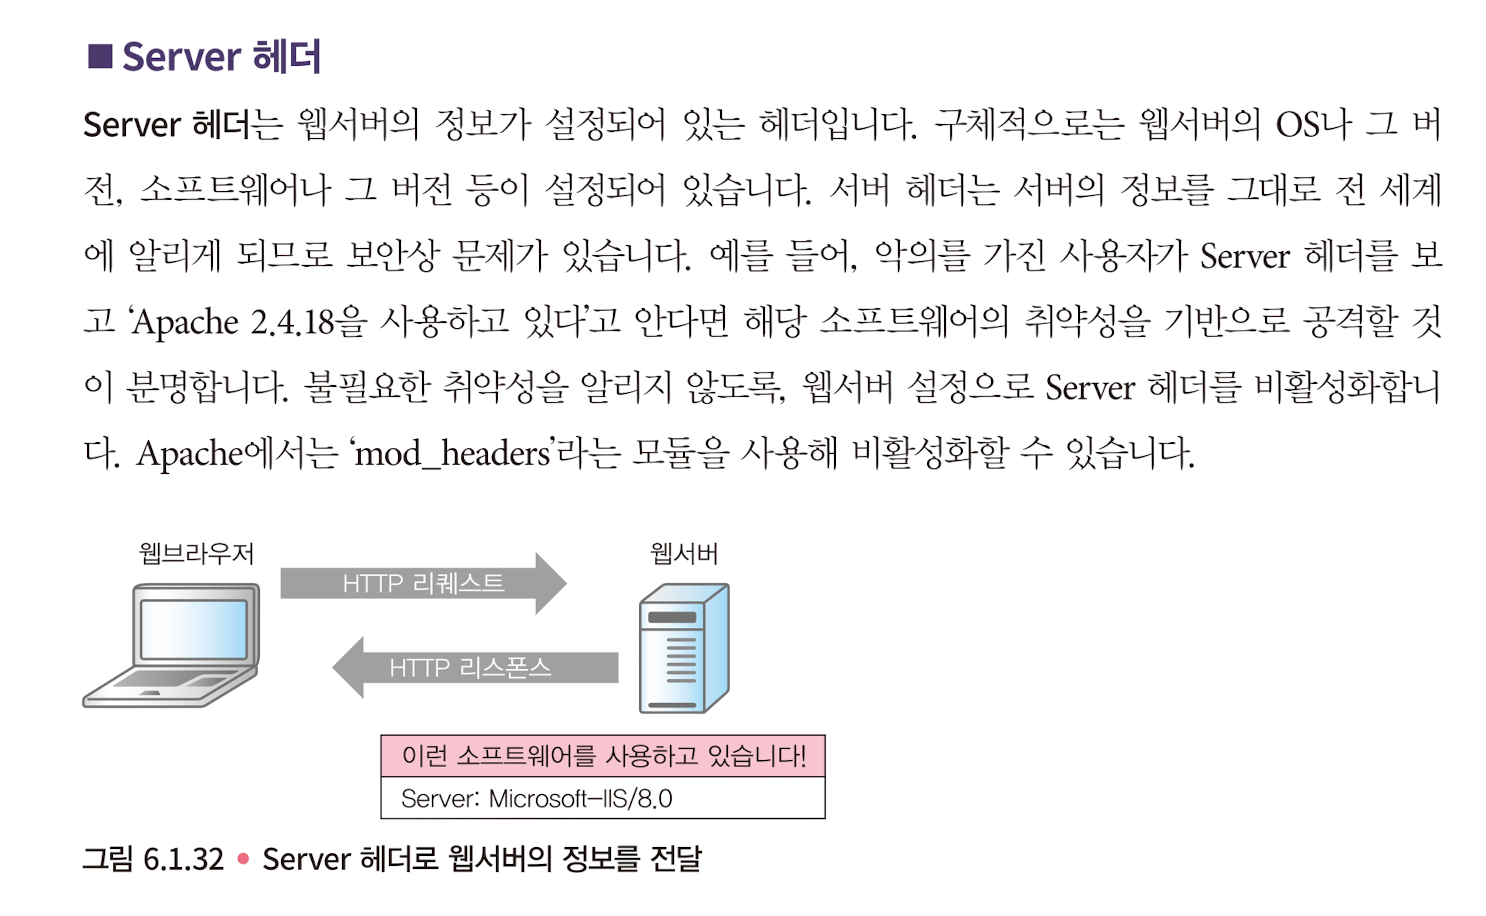 ■ Server 헤더
Server 헤더는 웹서버의 정보가 설정되어 있는 헤더입니다. 구체적으로는 웹서버의 OS나 그 버
전, 소프트웨어나 그 버전 등이 설정되어 있습니다. 서버 헤더는 서버의 정보를 그대로 전 세계
에 알리게 되므로 보안상 문제가 있습니다. 예를 들어, 악의를 가진 사용자가 Server 헤더를 보
고 ‘Apache 2.4.18을 사용하고 있다’고 안다면 해당 소프트웨어의 취약성을 기반으로 공격할 것
이 분명합니다. 불필요한 취약성을 알리지 않도록, 웹서버 설정으로 Server 헤더를 비활성화합니
다. Apache에서는 ‘mod_headers’라는 모듈을 사용해 비활성화할 수 있습니다.
웹브라우저
웹서버
HTTP 리퀘스트
HTTP 리스폰스
이런 소프트웨어를 사용하고 있습니다!
Server: Microsoft-IIS/8.0
그림 6.1.32 • Server 헤더로 웹서버의 정보를 전달